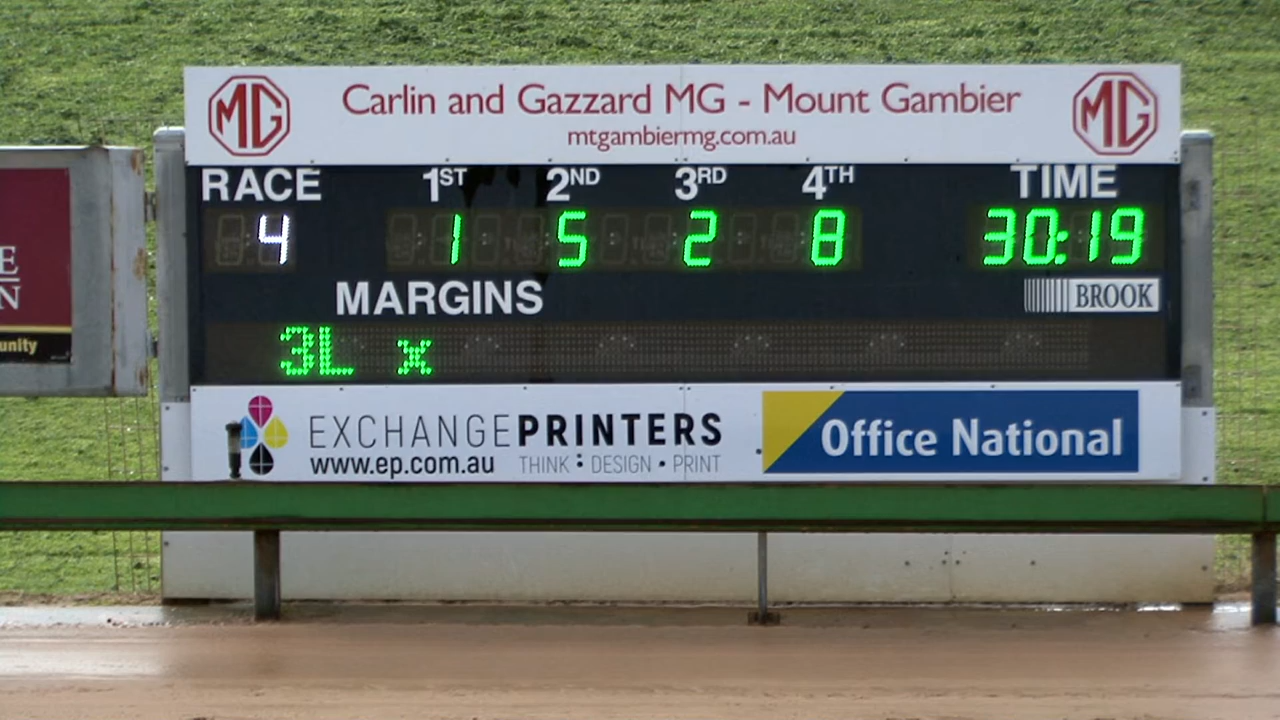 MG
Carlin and Gazzard MG - Mount Gambier
mtgambiermg.com.au
MG
RACE 1ST 2ND 3RD 4TH TIME
4 1 5 2 8 30:19
MARGINS
BROOK
3L x
EXCHANGEPRINTERS
www.ep.com.au THINK : DESIGN • PRINT
Office National
E
N
unity